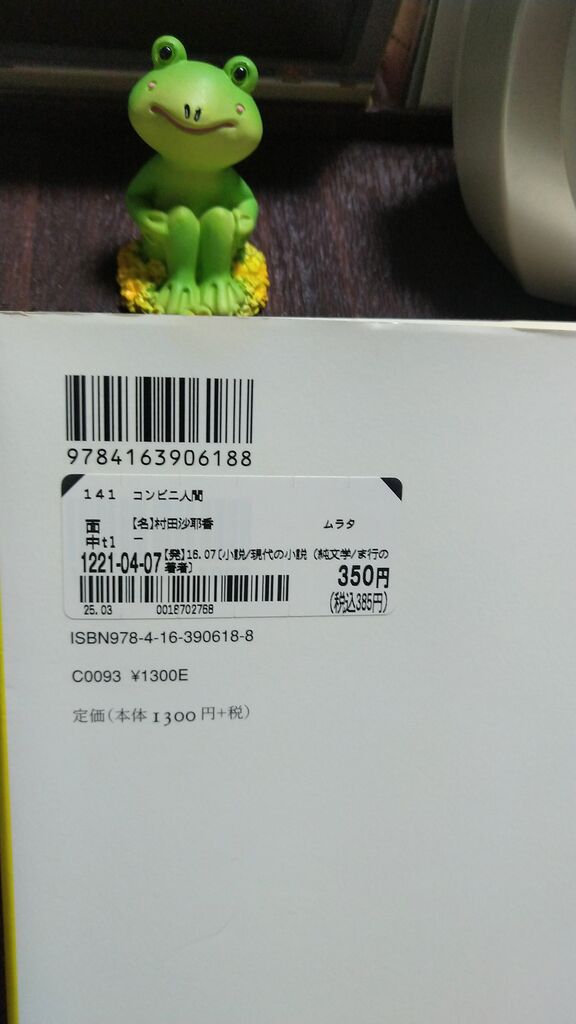 9784163906188
141 コンビニ人間
面 【名】村田沙耶香 ムラタ
中t1 ー
1221-04-07 【発】16.07〔小説/現代の小説（純文学/ま行の
著者〕
350円
(税込385円)
25.03 0018702768
ISBN978-4-16-390618-8
C0093 ¥1300E
定価（本体1300円+税）